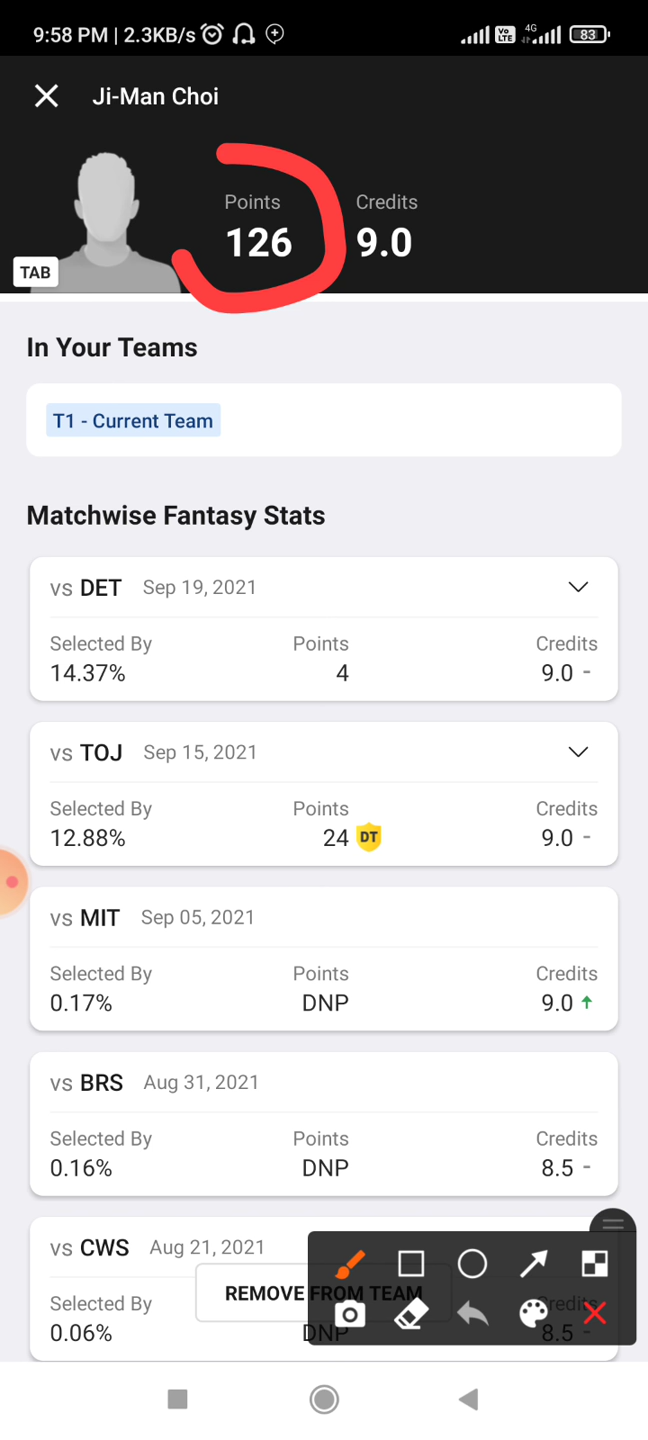 9:58 PM | 2.3KB/s
Vo LTE 4G 83
Ji-Man Choi
Points Credits
126 9.0
TAB
In Your Teams
T1 - Current Team
Matchwise Fantasy Stats
vs DET Sep 19, 2021
Selected By Points Credits
14.37% 4 9.0 -
vs TOJ Sep 15, 2021
Selected By Points Credits
12.88% 24 DT 9.0 -
vs MIT Sep 05, 2021
Selected By Points Credits
0.17% DNP 9.0
vs BRS Aug 31, 2021
Selected By Points Credits
0.16% DNP 8.5 -
vs CWS Aug 21, 2021
REMOVE FROM TEAM
Selected By Credits
0.06% DNP 8.5 -